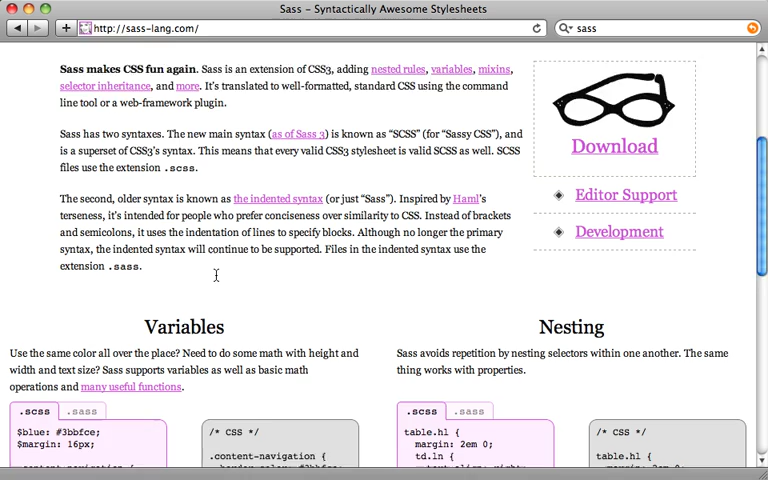 Sass – Syntactically Awesome Stylesheets
http://sass-lang.com/
sass
Sass makes CSS fun again. Sass is an extension of CSS3, adding nested rules, variables, mixins,
selector inheritance, and more. It's translated to well-formatted, standard CSS using the command
line tool or a web-framework plugin.
Sass has two syntaxes. The new main syntax (as of Sass 3) is known as “SCSS” (for “Sassy CSS”), and
is a superset of CSS3's syntax. This means that every valid CSS3 stylesheet is valid SCSS as well. SCSS
files use the extension .scss.
The second, older syntax is known as the indented syntax (or just “Sass”). Inspired by Haml's
terseness, it's intended for people who prefer conciseness over similarity to CSS. Instead of brackets
and semicolons, it uses the indentation of lines to specify blocks. Although no longer the primary
syntax, the indented syntax will continue to be supported. Files in the indented syntax use the
extension .sass.
Download
Editor Support
Development
Variables
Use the same color all over the place? Need to do some math with height and
width and text size? Sass supports variables as well as basic math
operations and many useful functions.
.scss .sass
$blue: #3bbfce;
$margin: 16px;
.content-navigation {
/* CSS */
.content-navigation {
border-color: #3bbfce;
Nesting
Sass avoids repetition by nesting selectors within one another. The same
thing works with properties.
.scss .sass
table.hl {
margin: 2em 0;
td.ln {
text-align: right;
/* CSS */
table.hl {
margin: 2em 0;